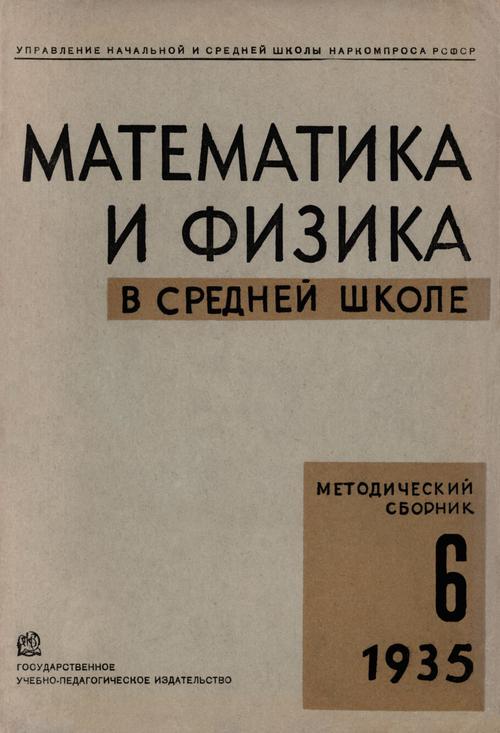 УПРАВЛЕНИЕ НАЧАЛЬНОЙ И СРЕДНЕЙ ШКОЛЫ НАРКОМПРОСА РСФСР
МАТЕМАТИКА
И ФИЗИКА
В СРЕДНЕЙ ШКОЛЕ
МЕТОДИЧЕСКИЙ
СБОРНИК
6
1935
ГОСУДАРСТВЕННОЕ
УЧЕБНО-ПЕДАГОГИЧЕСКОЕ ИЗДАТЕЛЬСТВО